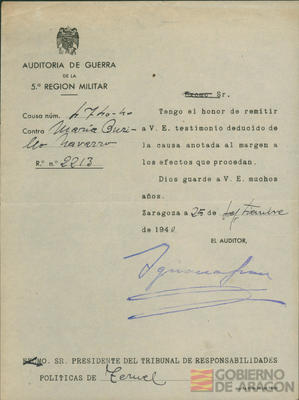 AUDITORIA DE GUERRA
DE LA
5.ª REGION MILITAR
Causa núm.
Contra María Buri-
llo Navarro
R.º n.º 2213
Excmo Sr.
Tengo el honor de remitir
a V. E. testimonio deducido de
la causa anotada al margen a
los efectos que procedan.
Dios guarde a V. E. muchos
años.
Zaragoza a 25 de Septiembre
de 1940.
EL AUDITOR,
EXCMO. SR. PRESIDENTE DEL TRIBUNAL DE RESPONSABILIDADES
POLITICAS DE Teruel
GOBIERNO
DE ARAGON